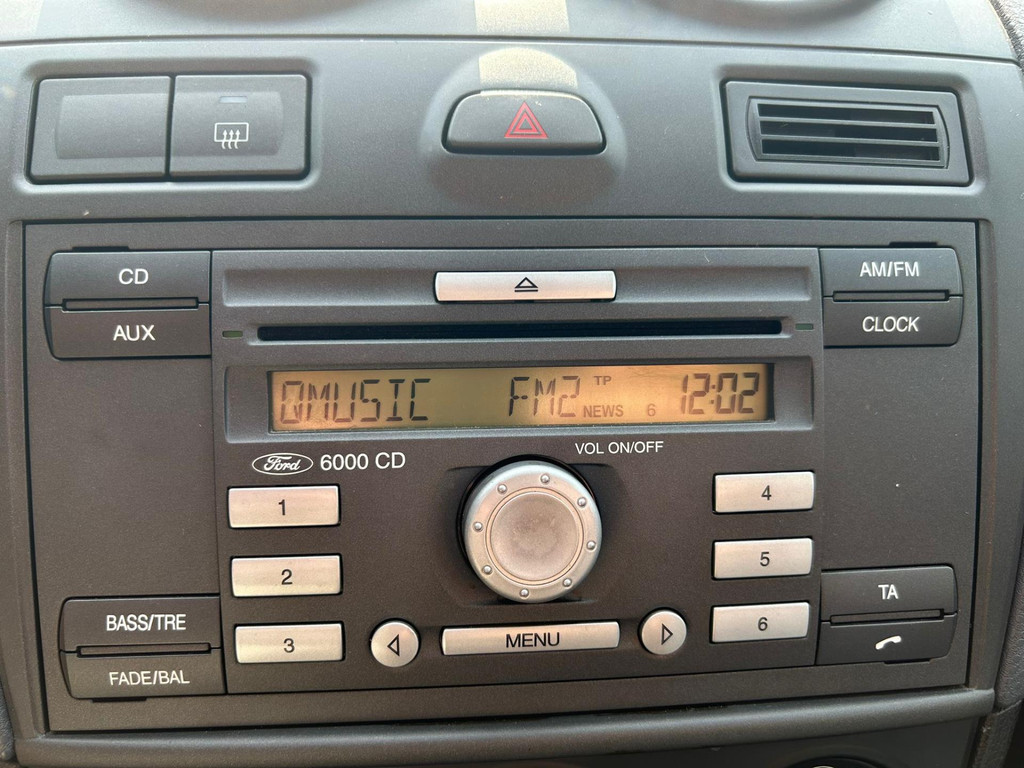 CD
AUX
AM/FM
CLOCK
QMUSIC FM2 TP NEWS 6 12:02
Ford 6000 CD
VOL ON/OFF
1
4
2
5
3
6
MENU
BASS/TRE
FADE/BAL
TA